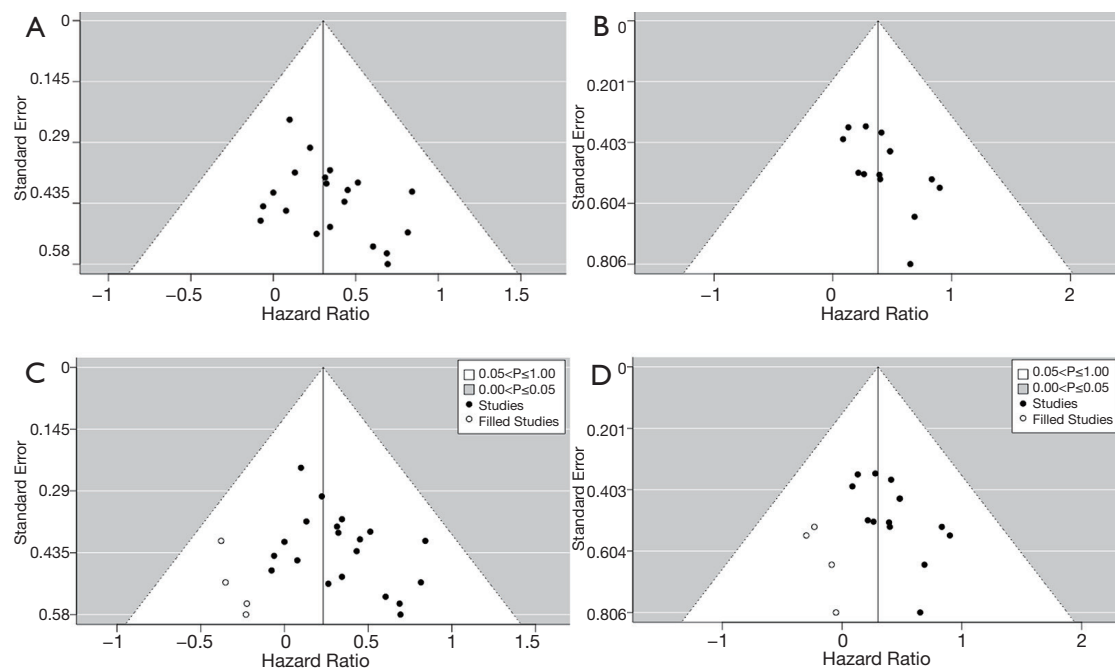 A
Standard Error
0
0.145
0.29
0.435
0.58
−1
−0.5
0
0.5
1
1.5
Hazard Ratio
B
Standard Error
0
0.201
0.403
0.604
0.806
−1
0
1
2
Hazard Ratio
C
Standard Error
0
0.145
0.29
0.435
0.58
0.05<P≤1.00
0.00<P≤0.05
Studies
Filled Studies
−1
−0.5
0
0.5
1
1.5
Hazard Ratio
D
Standard Error
0
0.201
0.403
0.604
0.806
0.05<P≤1.00
0.00<P≤0.05
Studies
Filled Studies
−1
0
1
2
Hazard Ratio